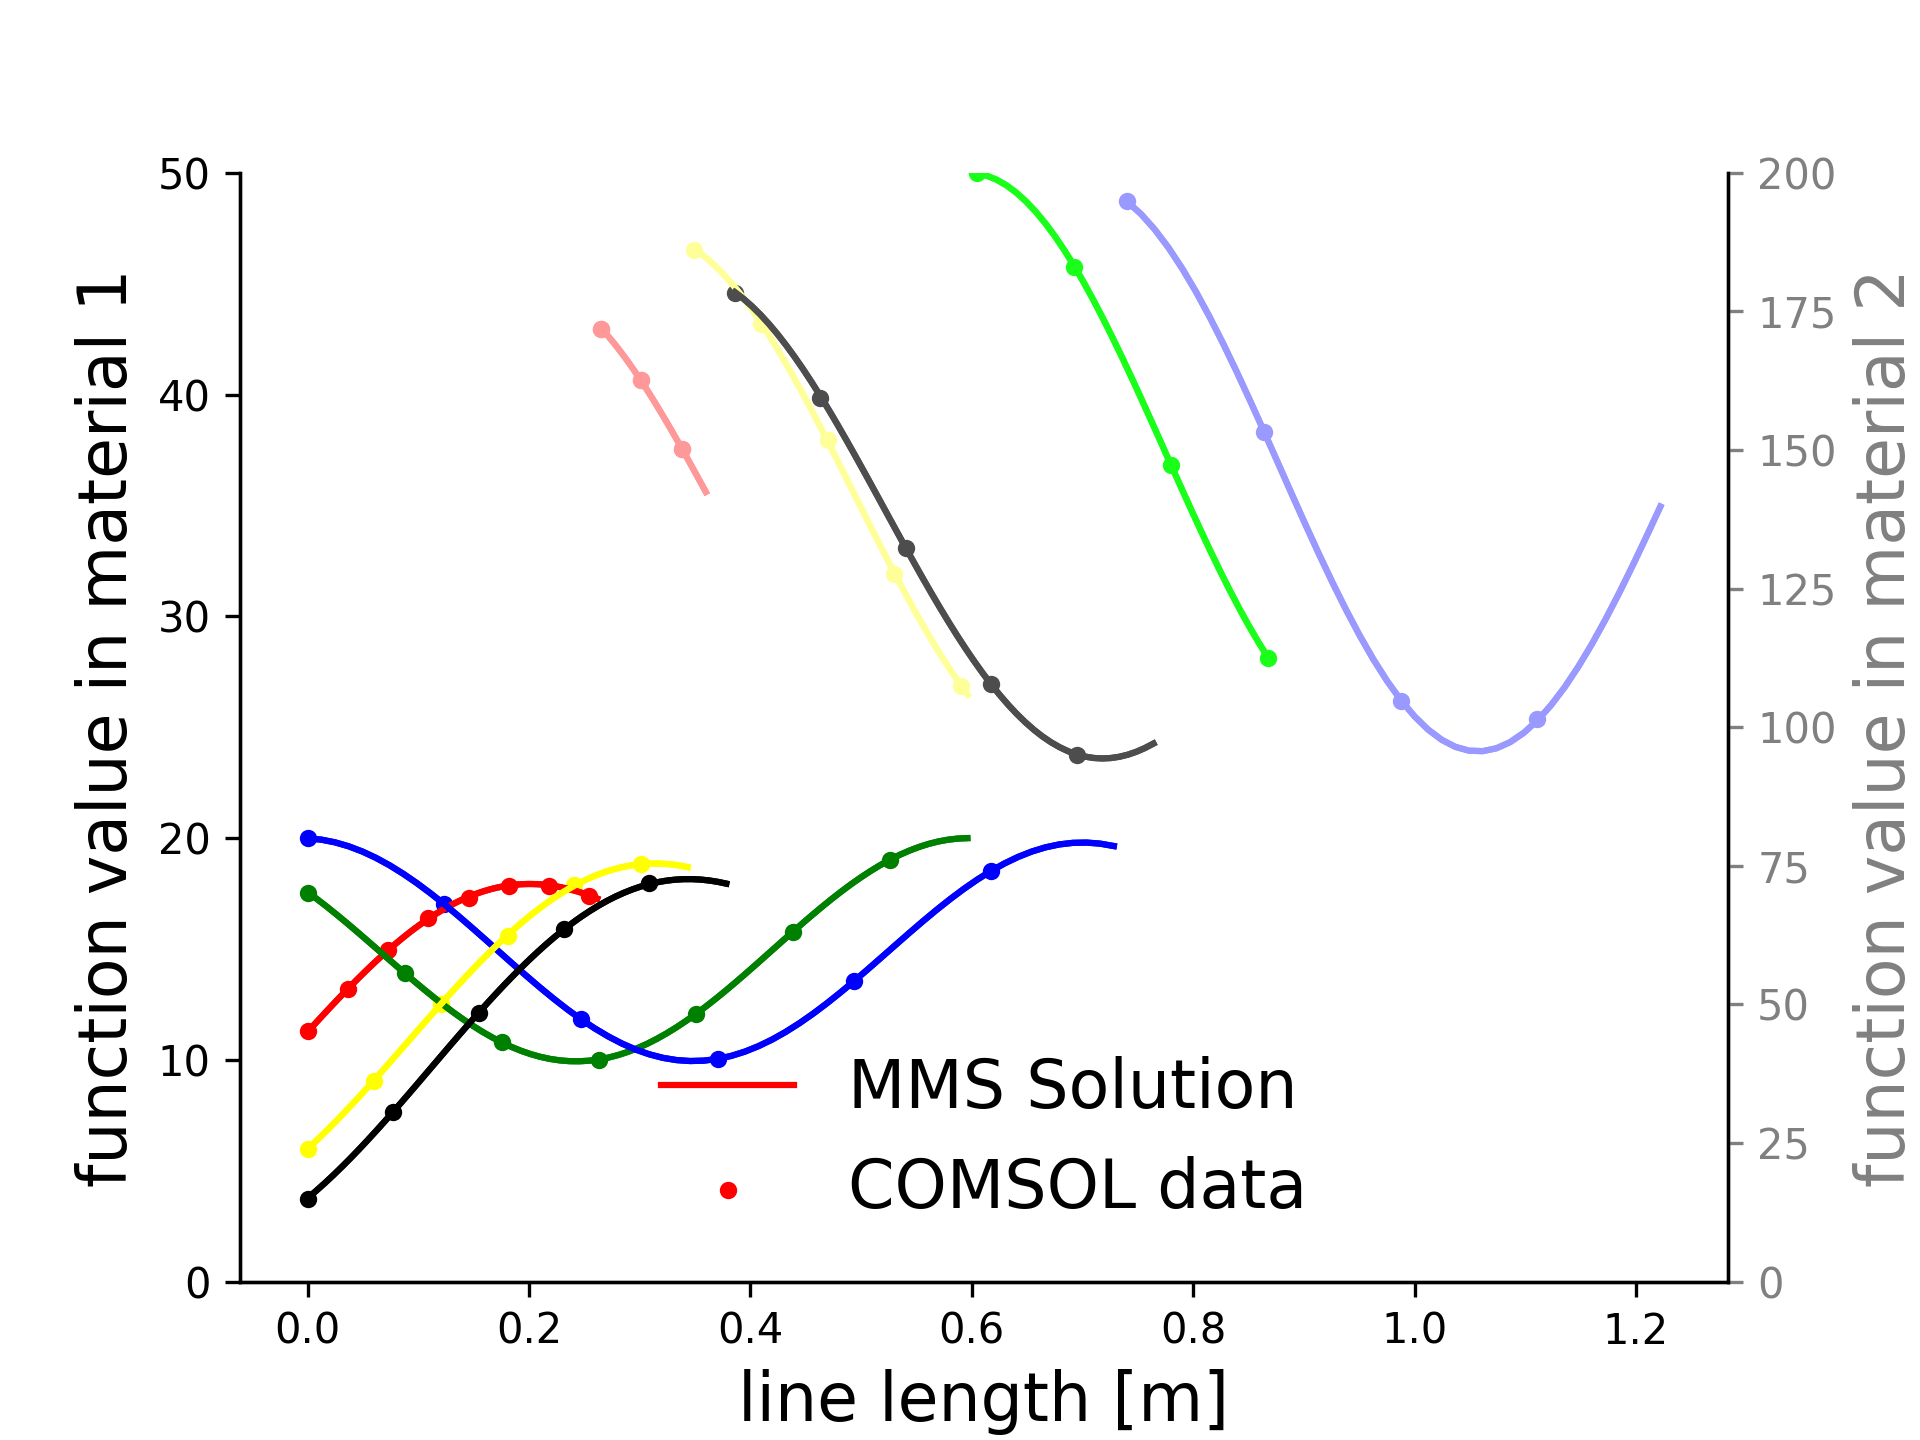 function value in material 1
50
40
30
20
10
0
0.0 0.2 0.4 0.6 0.8 1.0 1.2
line length [m]
MMS Solution
COMSOL data
200
175
150
125
100
75
50
25
0
function value in material 2